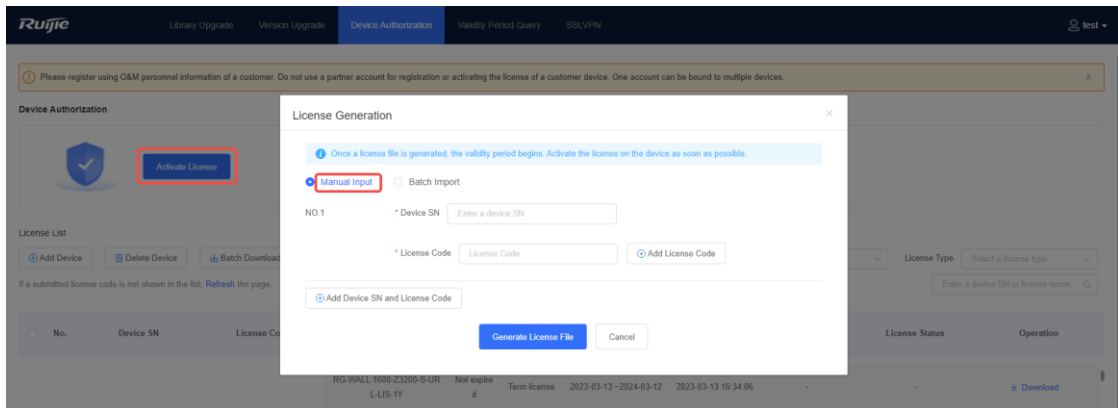 Ruijie
Library Upgrade
Version Upgrade
Device Authorization
Validity Period Query
SSLVPN
test
Please register using O&M personnel information of a customer. Do not use a partner account for registration or activating the license of a customer device. One account can be bound to multiple devices.
X
Device Authorization
Activate License
License Generation
Once a license file is generated, the validity period begins. Activate the license on the device as soon as possible.
Manual Input
Batch Import
NO.1
* Device SN
Enter a device SN
* License Code
License Code
Add License Code
Add Device SN and License Code
Generate License File
Cancel
License List
Add Device
Delete Device
Batch Download
License Type
Select a license type
If a submitted license code is not shown in the list, Refresh the page.
Enter a device SN or license name
No.
Device SN
License Co
License Status
Operation
RG-WALL 1600-Z3200-S-UR
L-LIS-1Y
Not expire
d
Term license
2023-03-13 ~2024-03-12
2023-03-13 16:34:06
-
-
Download